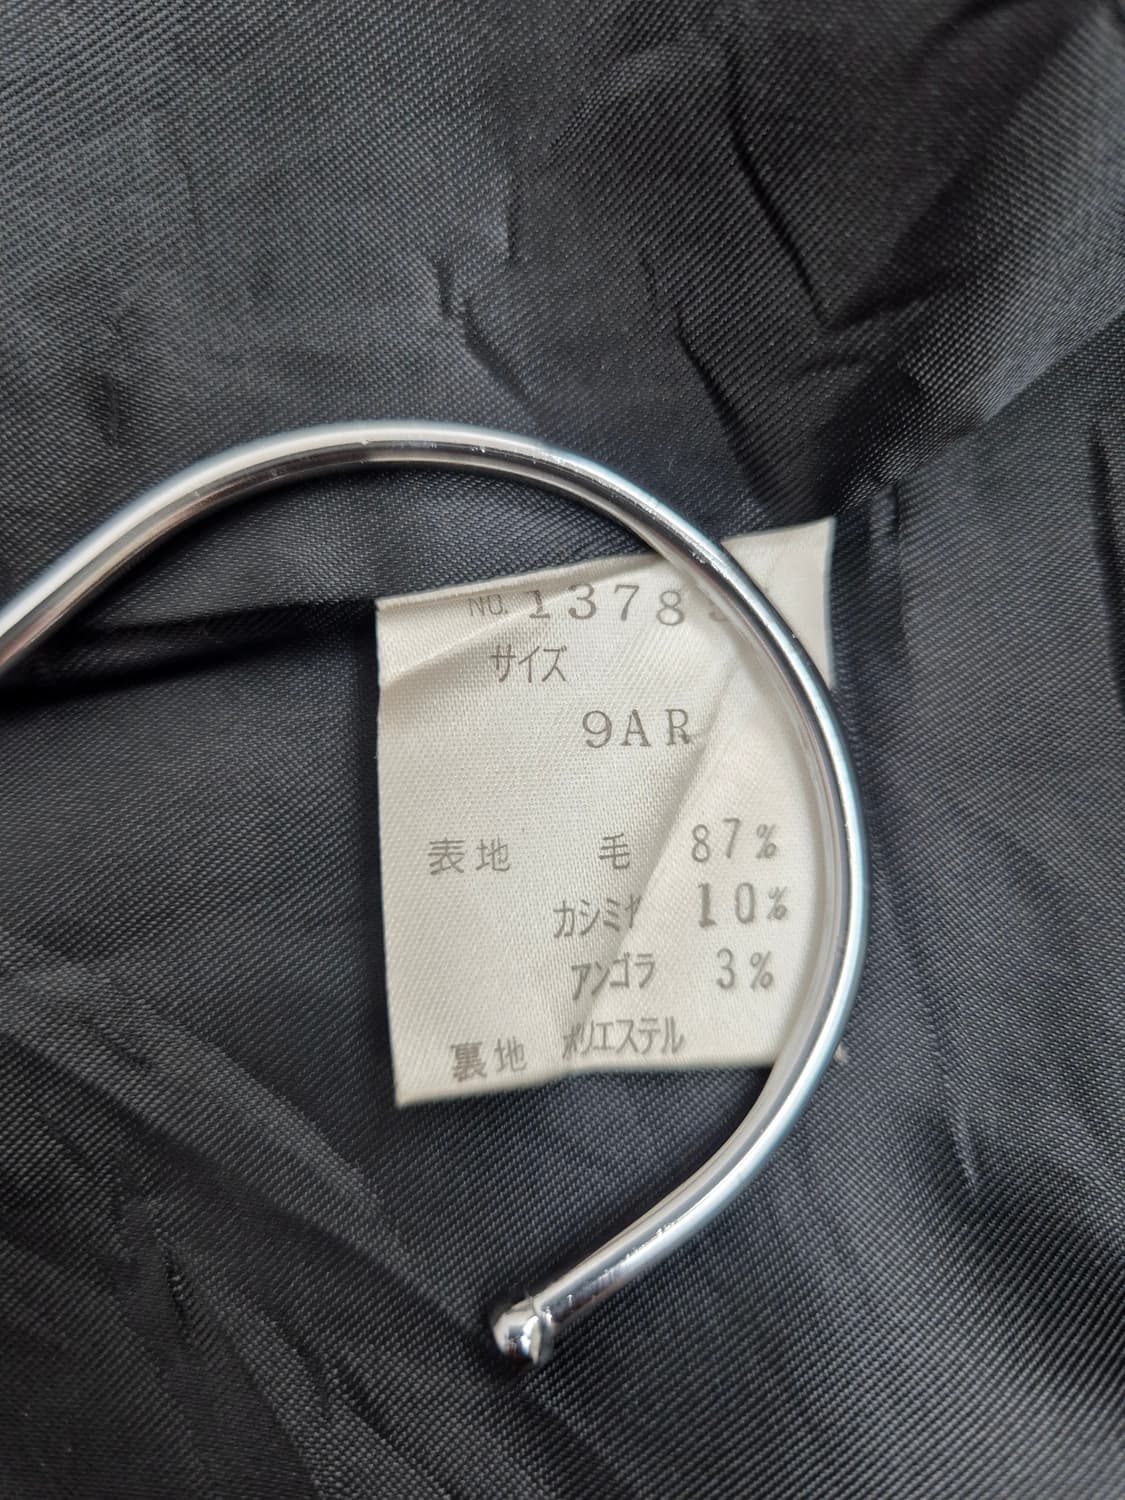 NO. 1378
サイズ
9AR
表地 毛 87%
カシミヤ 10%
アンゴラ 3%
裏地 ポリエステル